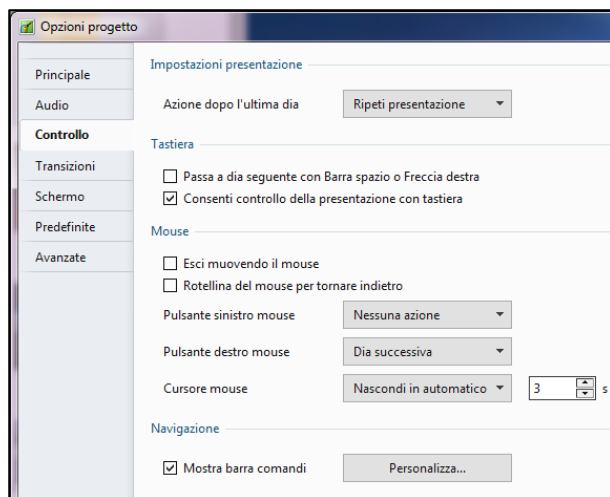 Opzioni progetto
Principale
Audio
Controllo
Transizioni
Schermo
Predefinite
Avanzate
Impostazioni presentazione
Azione dopo l'ultima dia Ripeti presentazione
Tastiera
Passa a dia seguente con Barra spazio o Freccia destra
Consenti controllo della presentazione con tastiera
Mouse
Esci muovendo il mouse
Rotellina del mouse per tornare indietro
Pulsante sinistro mouse Nessuna azione
Pulsante destro mouse Dia successiva
Cursore mouse Nascondi in automatico 3 s
Navigazione
Mostra barra comandi Personalizza...